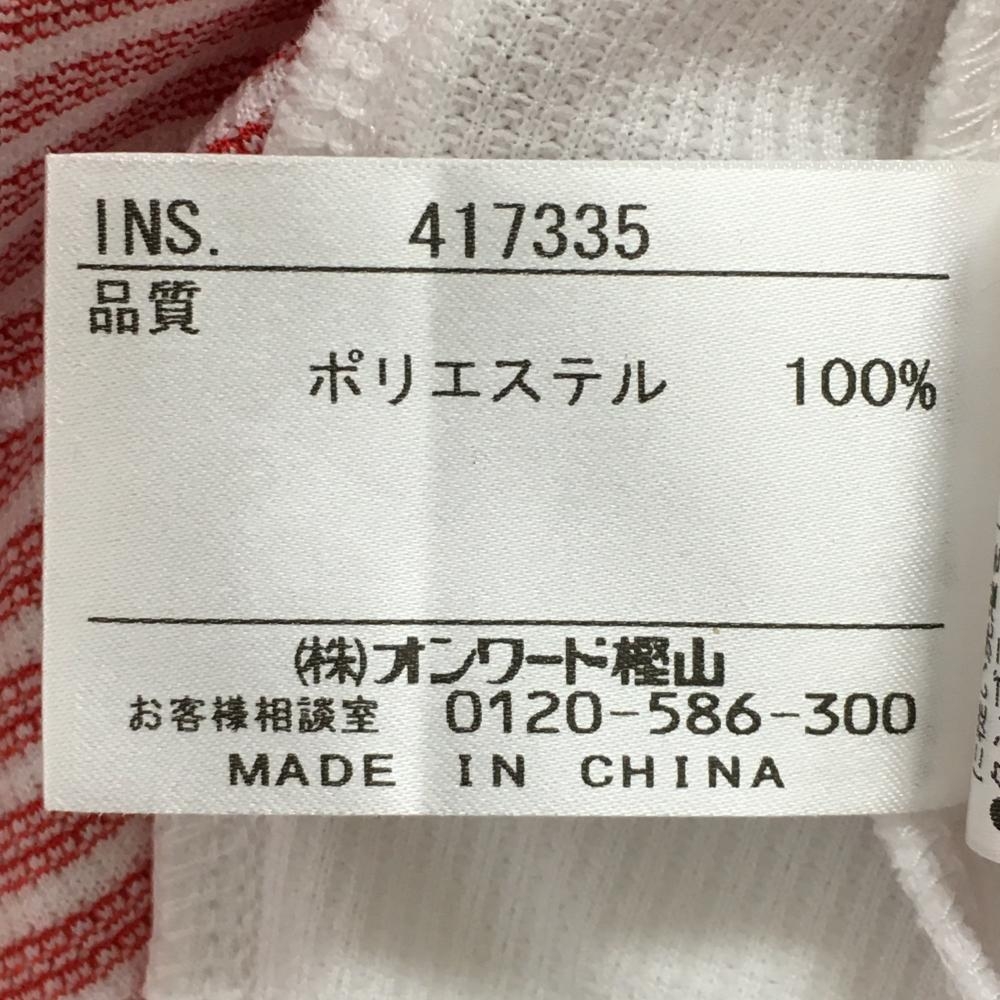 INS. 417335
品質
ポリエステル 100%
(株)オンワード樫山
お客様相談室 0120-586-300
MADE IN CHINA